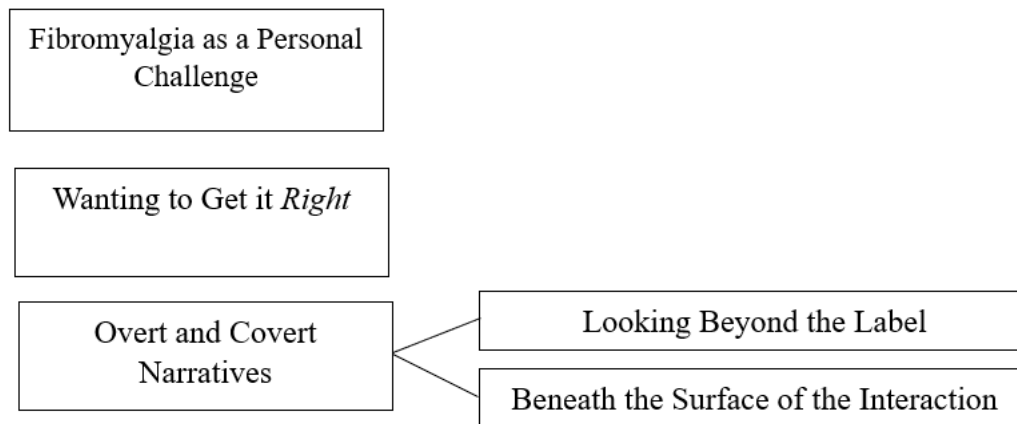 Fibromyalgia as a Personal
Challenge
Wanting to Get it Right
Overt and Covert
Narratives
Looking Beyond the Label
Beneath the Surface of the Interaction